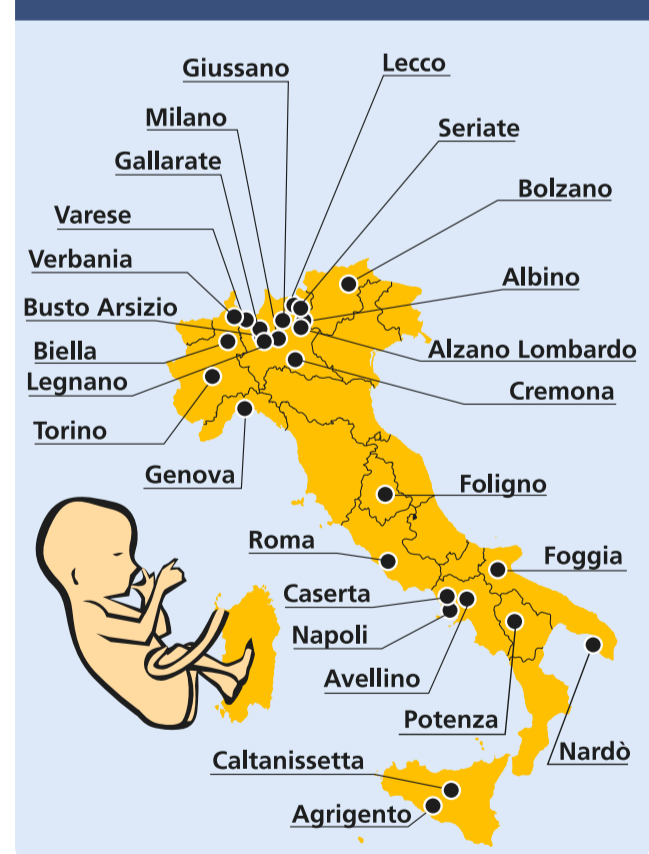 Giussano
Lecco
Milano
Seriate
Gallarate
Bolzano
Varese
Verbania
Albino
Busto Arsizio
Biella
Alzano Lombardo
Legnano
Cremona
Torino
Genova
Foligno
Roma
Foggia
Caserta
Napoli
Avellino
Potenza
Nardò
Caltanissetta
Agrigento